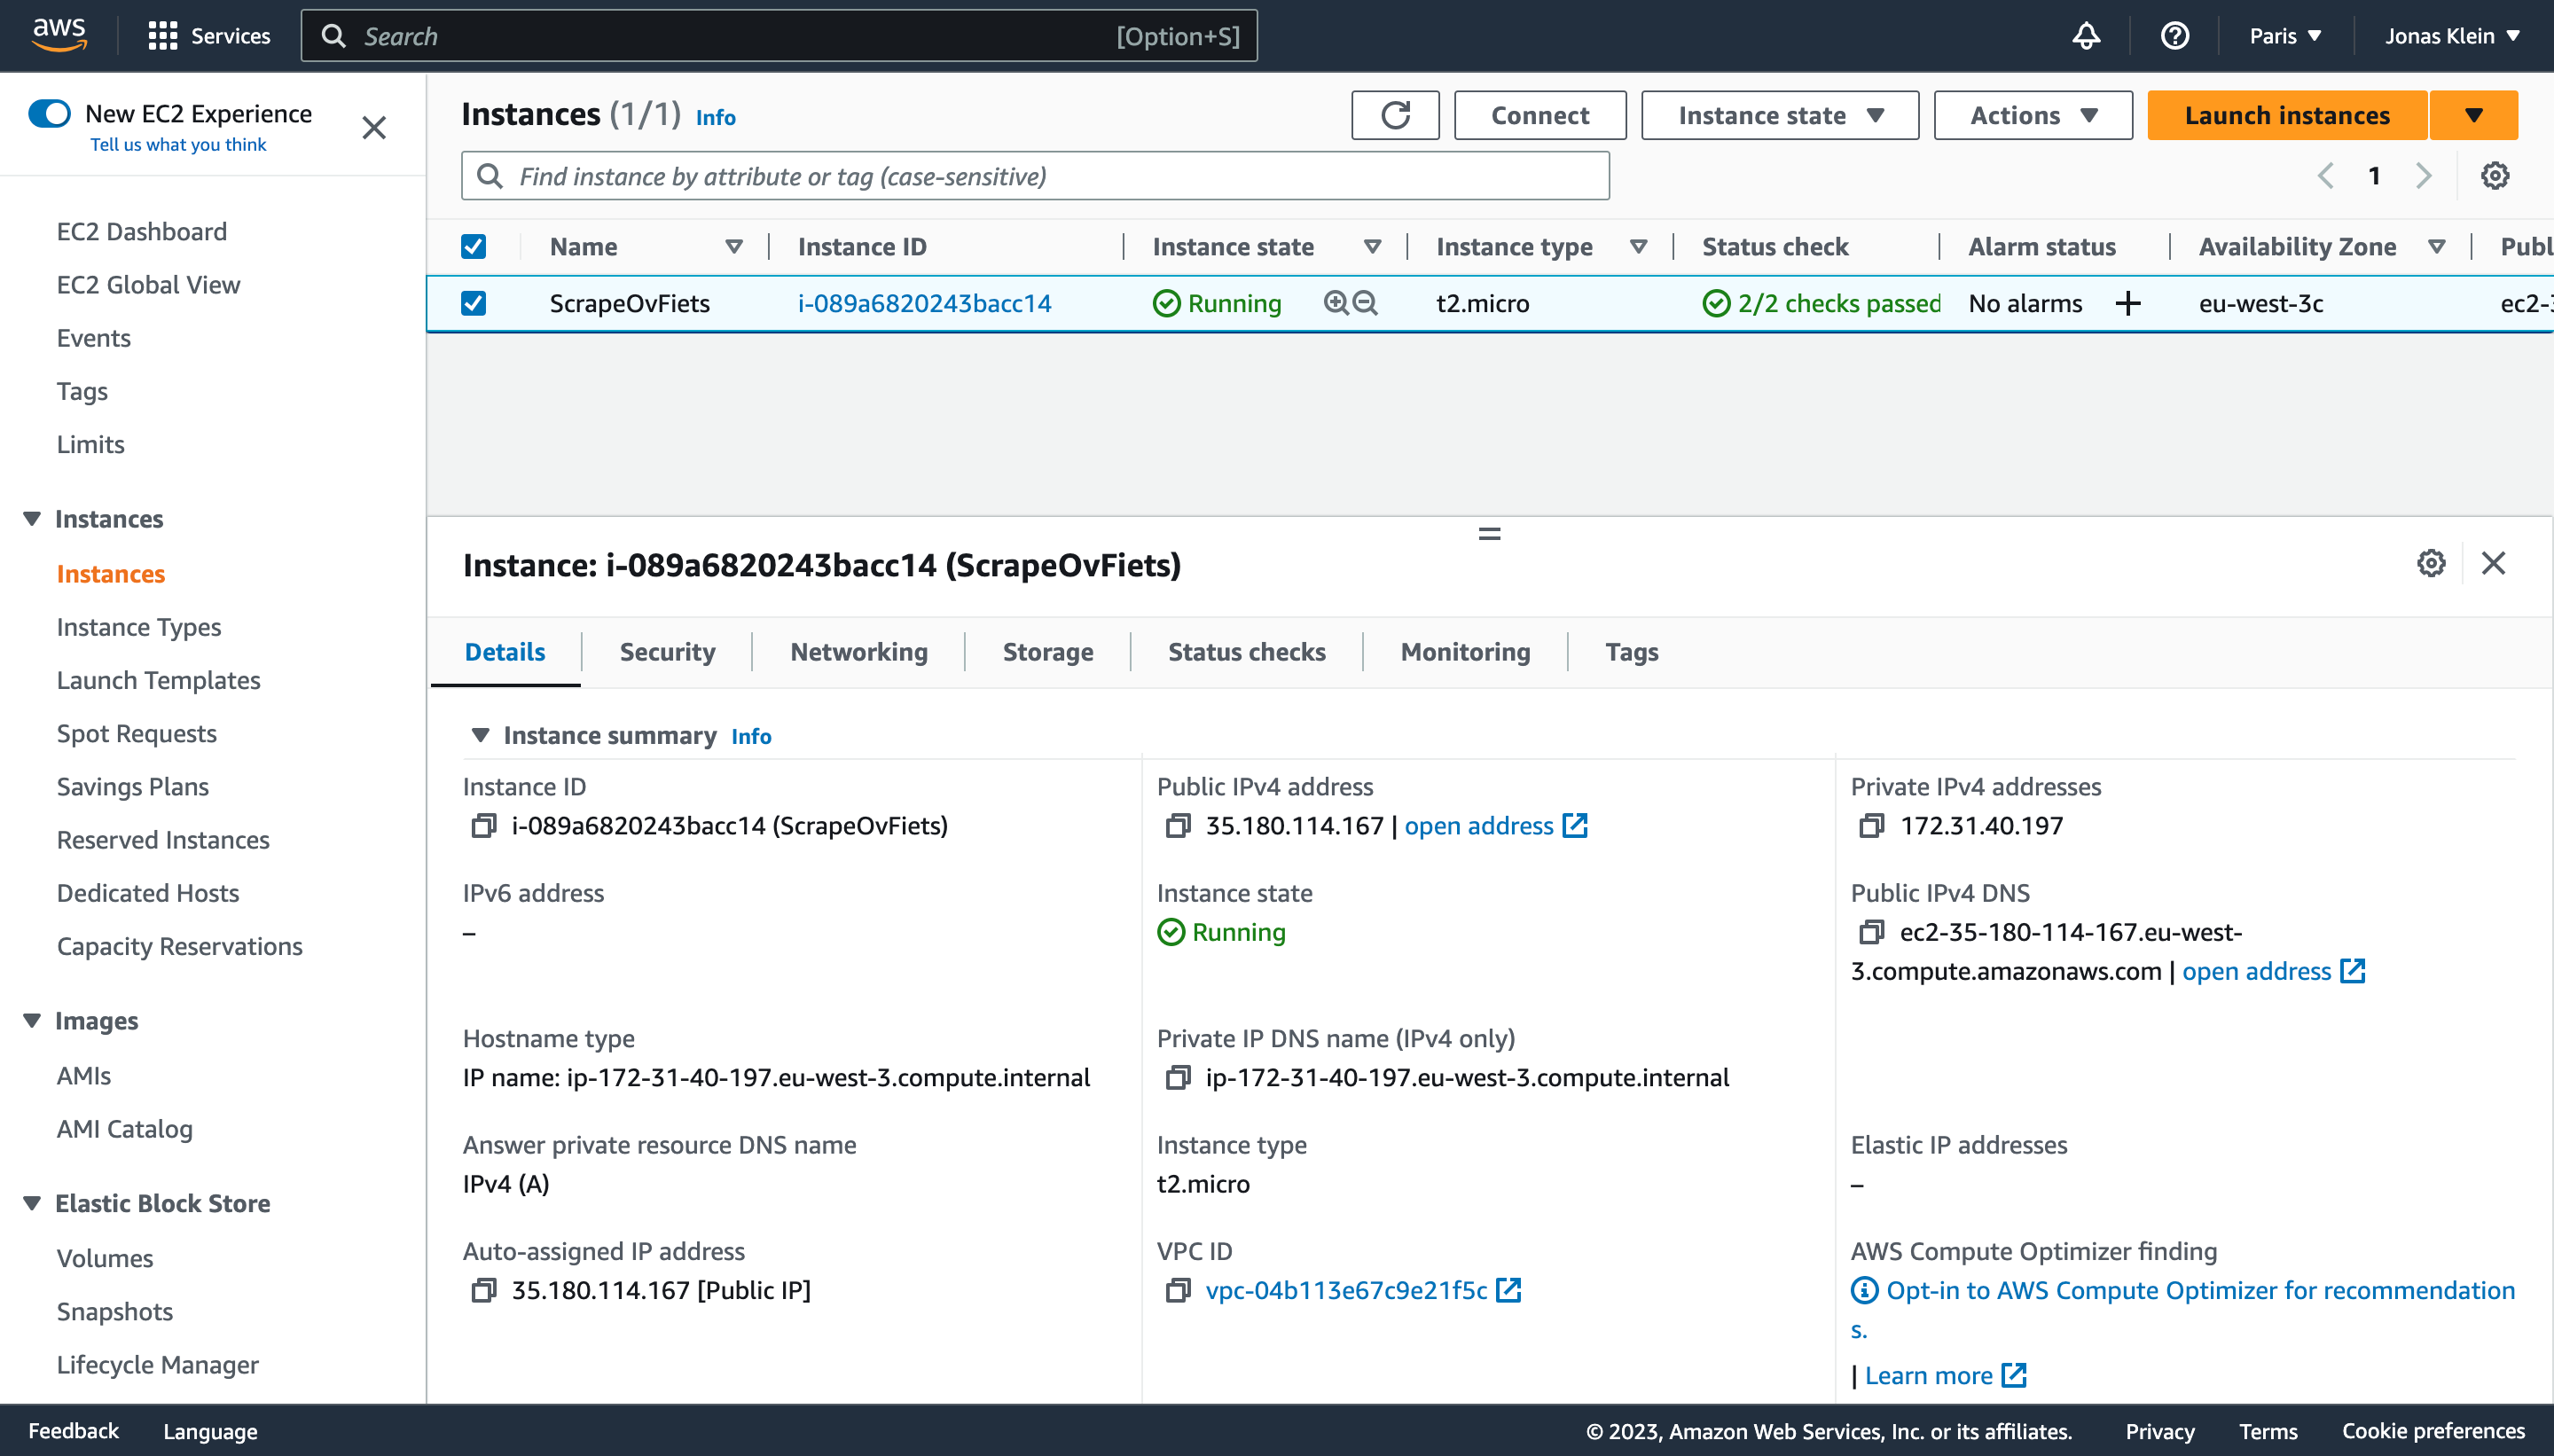 aws
Services
Search
[Option+S]
Paris
Jonas Klein
New EC2 Experience
Tell us what you think
EC2 Dashboard
EC2 Global View
Events
Tags
Limits
Instances
Instances
Instance Types
Launch Templates
Spot Requests
Savings Plans
Reserved Instances
Dedicated Hosts
Capacity Reservations
Images
AMIs
AMI Catalog
Elastic Block Store
Volumes
Snapshots
Lifecycle Manager
Instances (1/1) Info
Connect
Instance state
Actions
Launch instances
Find instance by attribute or tag (case-sensitive)
1
Name Instance ID Instance state Instance type Status check Alarm status Availability Zone Publ
ScrapeOvFiets i-089a6820243bacc14 Running t2.micro 2/2 checks passed No alarms + eu-west-3c ec2-3
Instance: i-089a6820243bacc14 (ScrapeOvFiets)
Details Security Networking Storage Status checks Monitoring Tags
Instance summary Info
Instance ID
i-089a6820243bacc14 (ScrapeOvFiets)
Public IPv4 address
35.180.114.167 | open address
Private IPv4 addresses
172.31.40.197
IPv6 address
–
Instance state
Running
Public IPv4 DNS
ec2-35-180-114-167.eu-west-
3.compute.amazonaws.com | open address
Hostname type
IP name: ip-172-31-40-197.eu-west-3.compute.internal
Private IP DNS name (IPv4 only)
ip-172-31-40-197.eu-west-3.compute.internal
Answer private resource DNS name
IPv4 (A)
Instance type
t2.micro
Elastic IP addresses
–
Auto-assigned IP address
35.180.114.167 [Public IP]
VPC ID
vpc-04b113e67c9e21f5c
AWS Compute Optimizer finding
Opt-in to AWS Compute Optimizer for recommendation
s.
| Learn more
Feedback
Language
© 2023, Amazon Web Services, Inc. or its affiliates.
Privacy
Terms
Cookie preferences